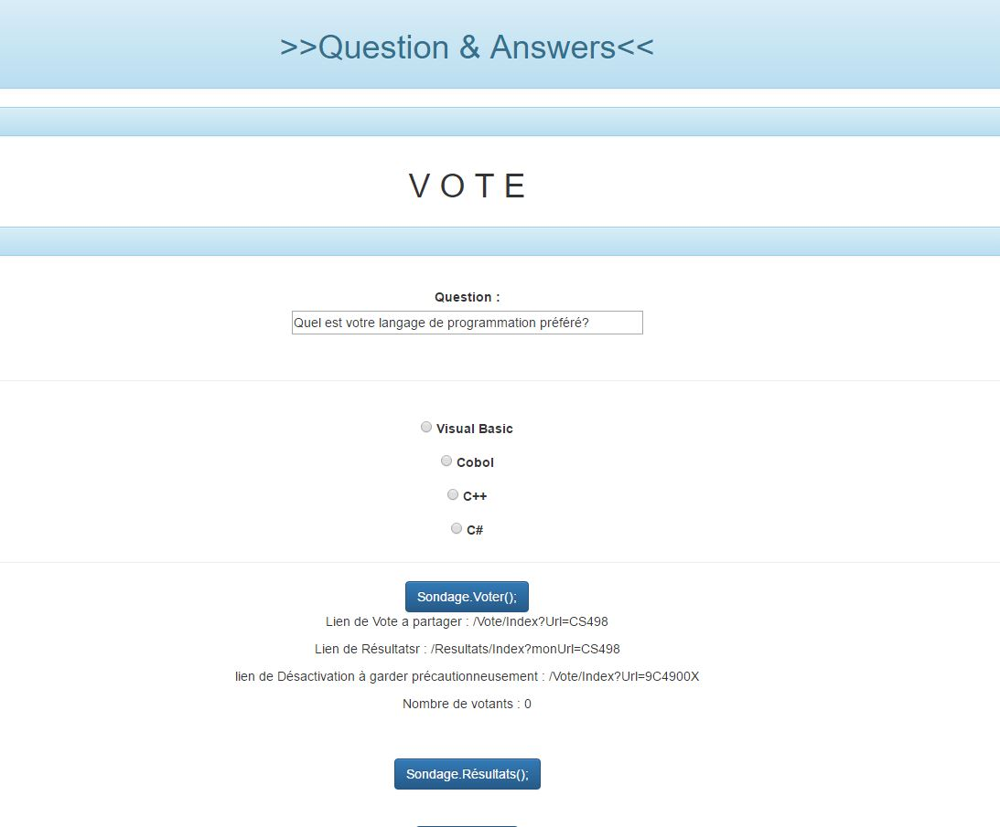 >>Question & Answers<<
V O T E
Question :
Quel est votre langage de programmation préféré?
Visual Basic
Cobol
C++
C#
Sondage.Voter();
Lien de Vote a partager : /Vote/Index?Url=CS498
Lien de Résultatsr : /Resultats/Index?monUrl=CS498
lien de Désactivation à garder précautionneusement : /Vote/Index?Url=9C4900X
Nombre de votants : 0
Sondage.Résultats();